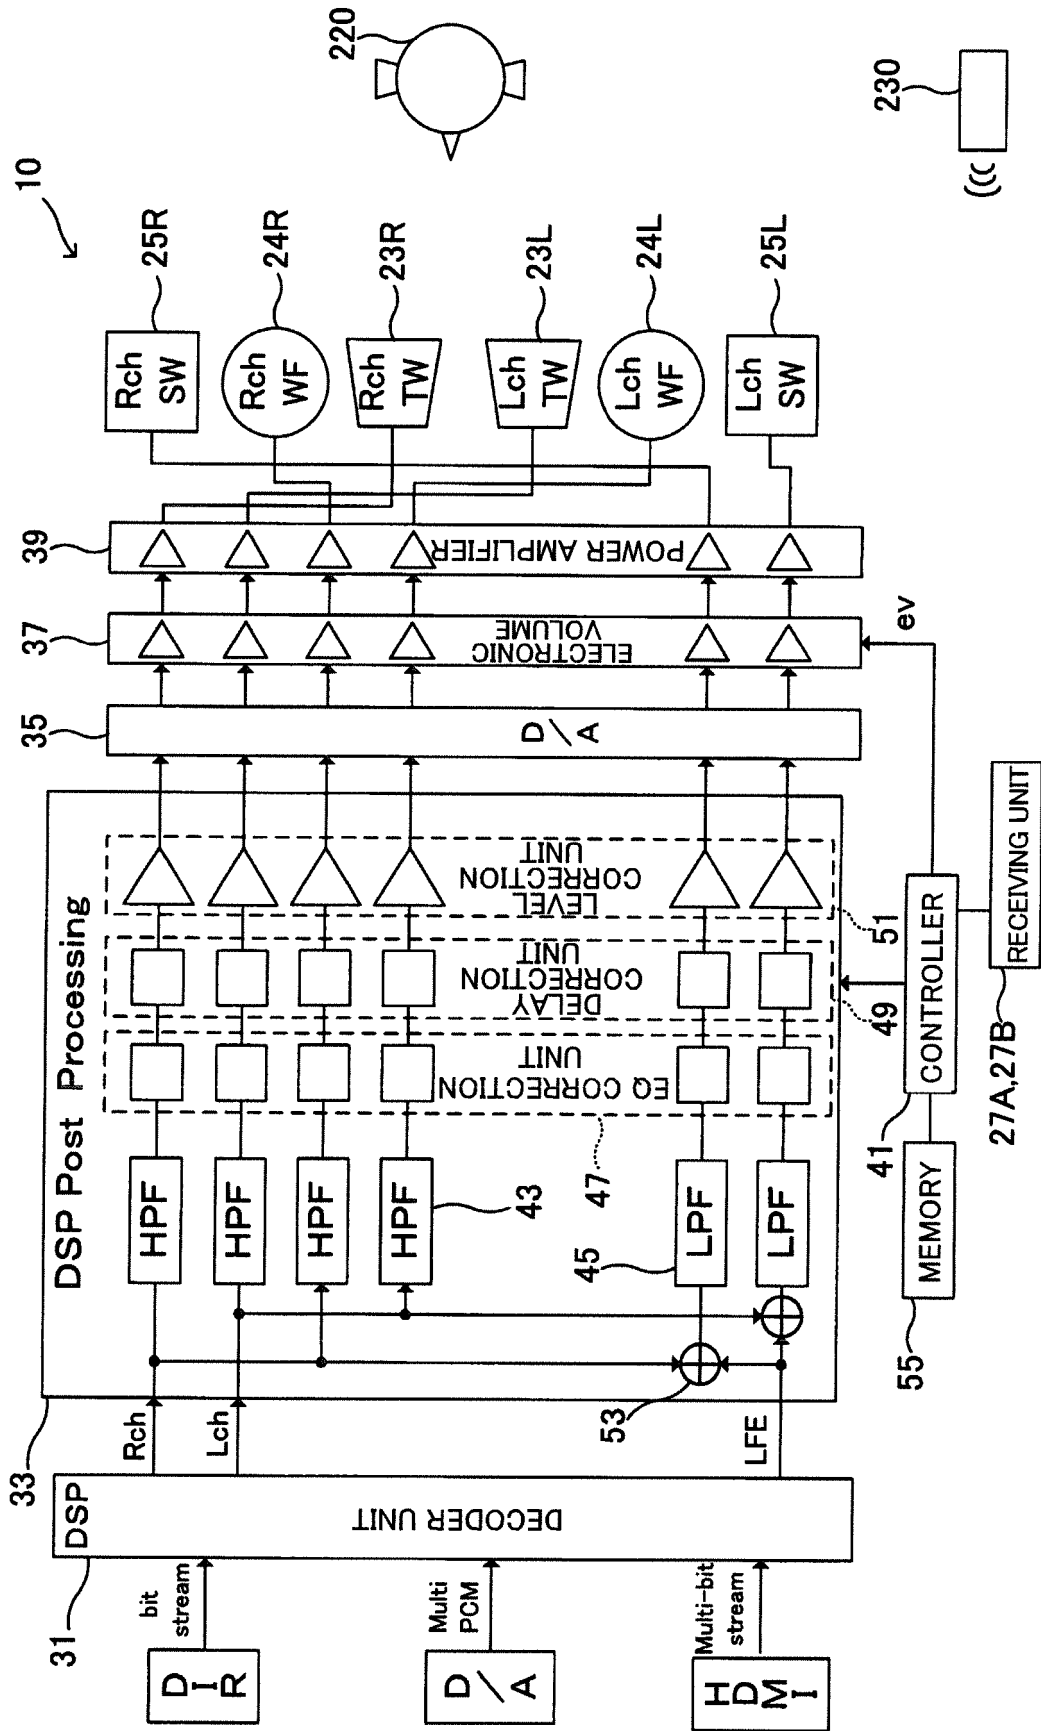 10
25R
Rch
SW
24R
Rch
WF
23R
Rch
TW
23L
Lch
TW
24L
Lch
WF
25L
Lch
SW
220
230
39
POWER AMPLIFIER
37
ELECTRONIC
VOLUME
ev
35
D/A
33
DSP Post Processing
LEVEL
CORRECTION
UNIT
51
DELAY
CORRECTION
UNIT
49
EQ CORRECTION
UNIT
47
HPF
HPF
HPF
HPF
43
45
LPF
LPF
53
Rch
Lch
LFE
31
DSP
DECODER UNIT
bit
stream
DIR
Multi
PCM
D/A
Multi-bit
stream
HDMI
41
CONTROLLER
55
MEMORY
27A,27B
RECEIVING UNIT